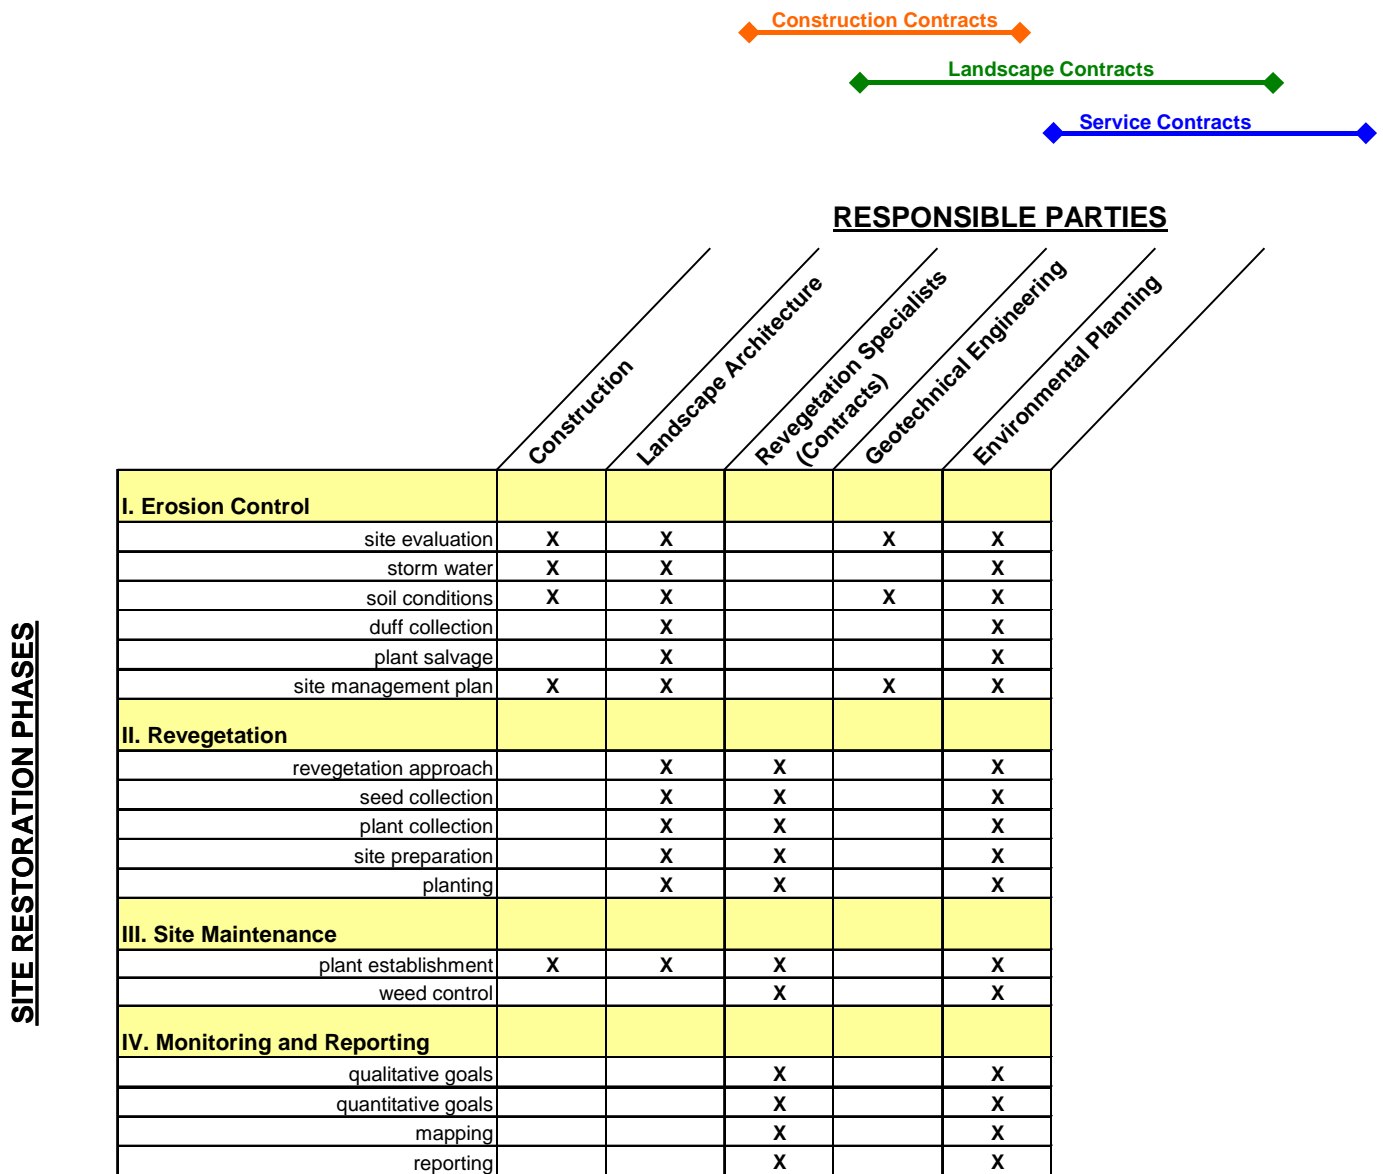 Construction Contracts
Landscape Contracts
Service Contracts
RESPONSIBLE PARTIES
Construction
Landscape Architecture
Revegetation Specialists
(Contracts)
Geotechnical Engineering
Environmental Planning
SITE RESTORATION PHASES
I. Erosion Control
site evaluation X X X X
storm water X X X
soil conditions X X X X
duff collection X X
plant salvage X X
site management plan X X X X
II. Revegetation
revegetation approach X X X
seed collection X X X
plant collection X X X
site preparation X X X
planting X X X
III. Site Maintenance
plant establishment X X X X
weed control X X
IV. Monitoring and Reporting
qualitative goals X X
quantitative goals X X
mapping X X
reporting X X